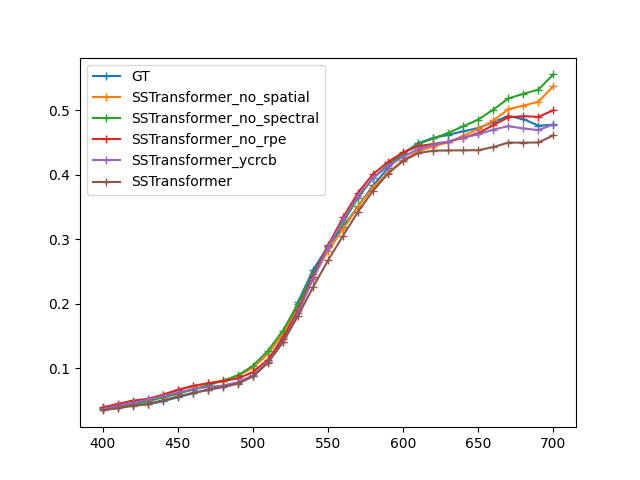 GT
SSTransformer_no_spatial
SSTransformer_no_spectral
SSTransformer_no_rpe
SSTransformer_ycrcb
SSTransformer
0.5
0.4
0.3
0.2
0.1
400 450 500 550 600 650 700